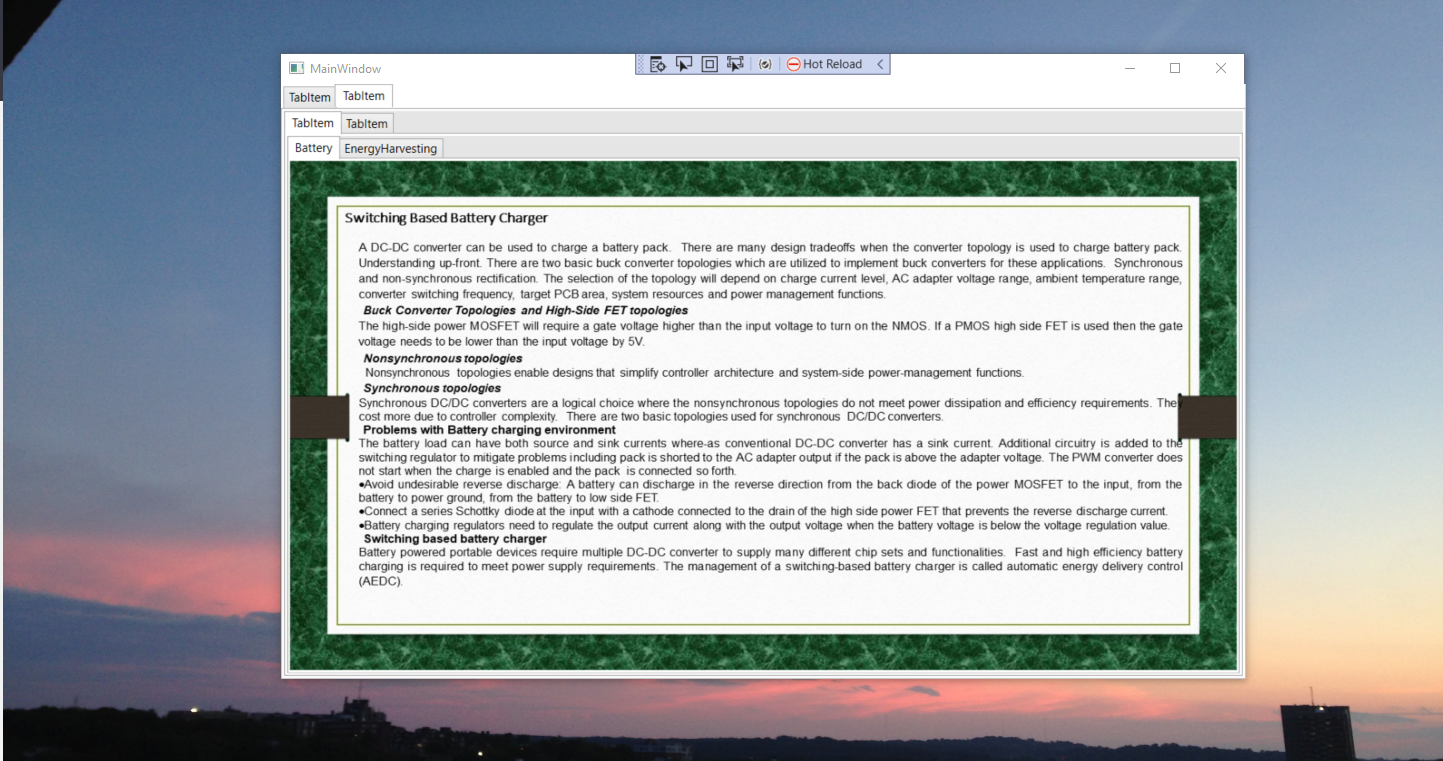 MainWindow
Hot Reload
TabItem TabItem
TabItem TabItem
Battery EnergyHarvesting
Switching Based Battery Charger
A DC-DC converter can be used to charge a battery pack. There are many design tradeoffs when the converter topology is used to charge battery pack.
Understanding up-front. There are two basic buck converter topologies which are utilized to implement buck converters for these applications. Synchronous
and non-synchronous rectification. The selection of the topology will depend on charge current level, AC adapter voltage range, ambient temperature range,
converter switching frequency, target PCB area, system resources and power management functions.
Buck Converter Topologies and High-Side FET topologies
The high-side power MOSFET will require a gate voltage higher than the input voltage to turn on the NMOS. If a PMOS high side FET is used then the gate
voltage needs to be lower than the input voltage by 5V.
Nonsynchronous topologies
Nonsynchronous topologies enable designs that simplify controller architecture and system-side power-management functions.
Synchronous topologies
Synchronous DC/DC converters are a logical choice where the nonsynchronous topologies do not meet power dissipation and efficiency requirements. They
cost more due to controller complexity. There are two basic topologies used for synchronous DC/DC converters.
Problems with Battery charging environment
The battery load can have both source and sink currents where-as conventional DC-DC converter has a sink current. Additional circuitry is added to the
switching regulator to mitigate problems including pack is shorted to the AC adapter output if the pack is above the adapter voltage. The PWM converter does
not start when the charge is enabled and the pack is connected so forth.
•Avoid undesirable reverse discharge: A battery can discharge in the reverse direction from the back diode of the power MOSFET to the input, from the
battery to power ground, from the battery to low side FET.
•Connect a series Schottky diode at the input with a cathode connected to the drain of the high side power FET that prevents the reverse discharge current.
•Battery charging regulators need to regulate the output current along with the output voltage when the battery voltage is below the voltage regulation value.
Switching based battery charger
Battery powered portable devices require multiple DC-DC converter to supply many different chip sets and functionalities. Fast and high efficiency battery
charging is required to meet power supply requirements. The management of a switching-based battery charger is called automatic energy delivery control
(AEDC).